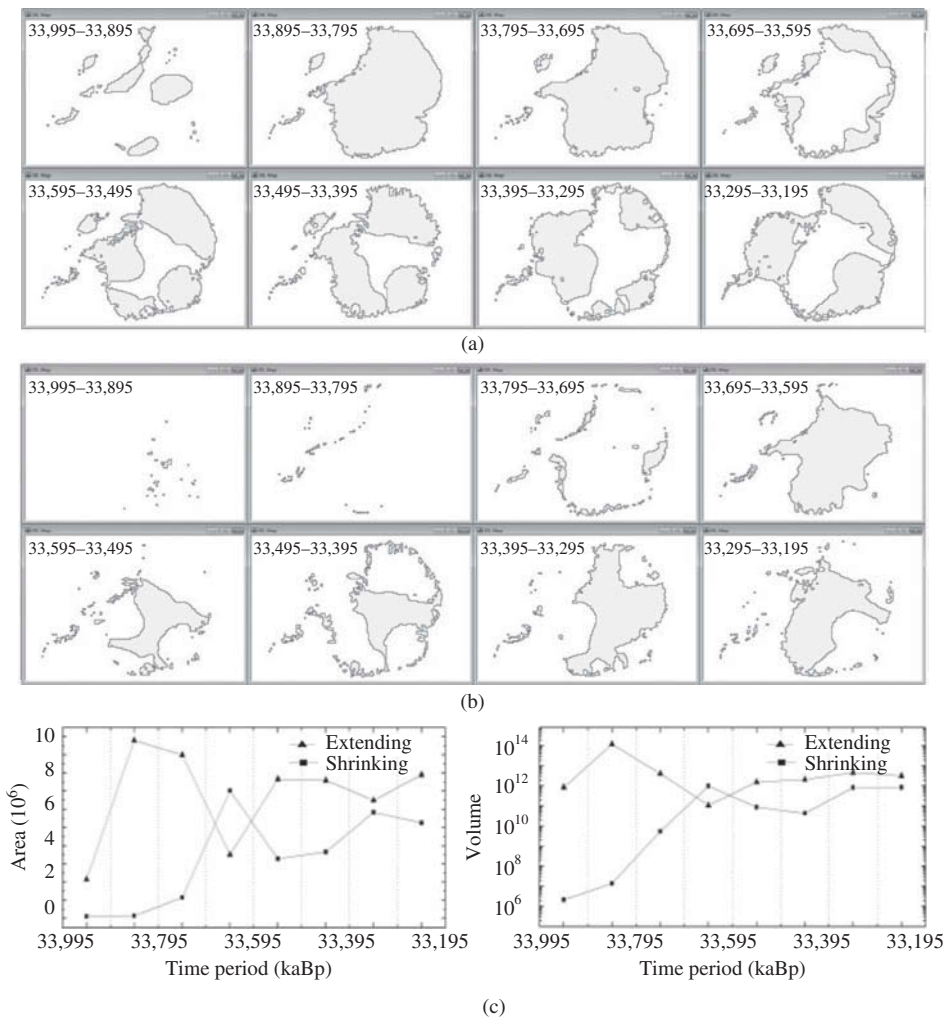 33,995–33,895 33,895–33,795 33,795–33,695 33,695–33,595
33,595–33,495 33,495–33,395 33,395–33,295 33,295–33,195
(a)
33,995–33,895 33,895–33,795 33,795–33,695 33,695–33,595
33,595–33,495 33,495–33,395 33,395–33,295 33,295–33,195
(b)
Area (10⁶)
10
8
6
4
2
0
Extending
Shrinking
33,995 33,795 33,595 33,395 33,195
Time period (kaBp)
Volume
10¹⁴
10¹²
10¹⁰
10⁸
10⁶
Extending
Shrinking
33,995 33,795 33,595 33,395 33,195
Time period (kaBp)
(c)